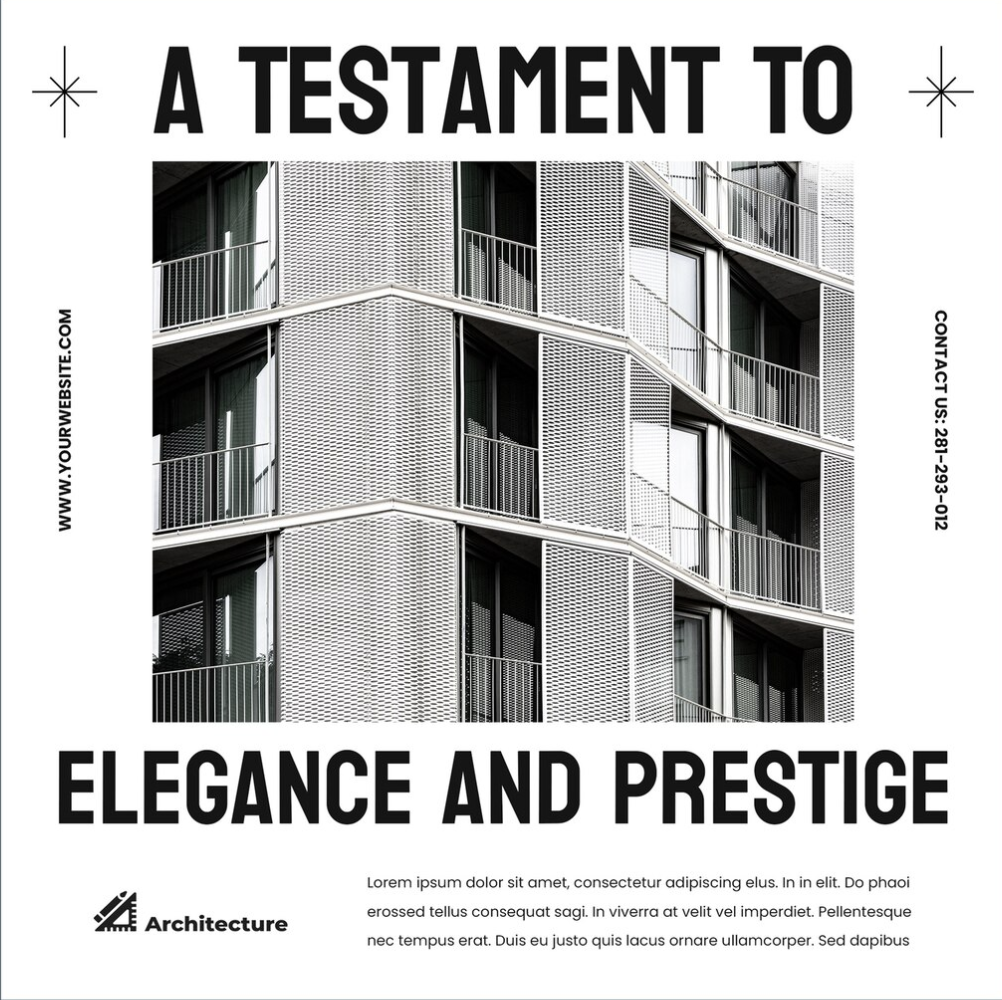 A TESTAMENT TO
WWW.YOURWEBSITE.COM
CONTACT US: 281-293-012
ELEGANCE AND PRESTIGE
Architecture
Lorem ipsum dolor sit amet, consectetur adipiscing elus. In in elit. Do phaoi
erossed tellus consequat sagi. In viverra at velit vel imperdiet. Pellentesque
nec tempus erat. Duis eu justo quis lacus ornare ullamcorper. Sed dapibus